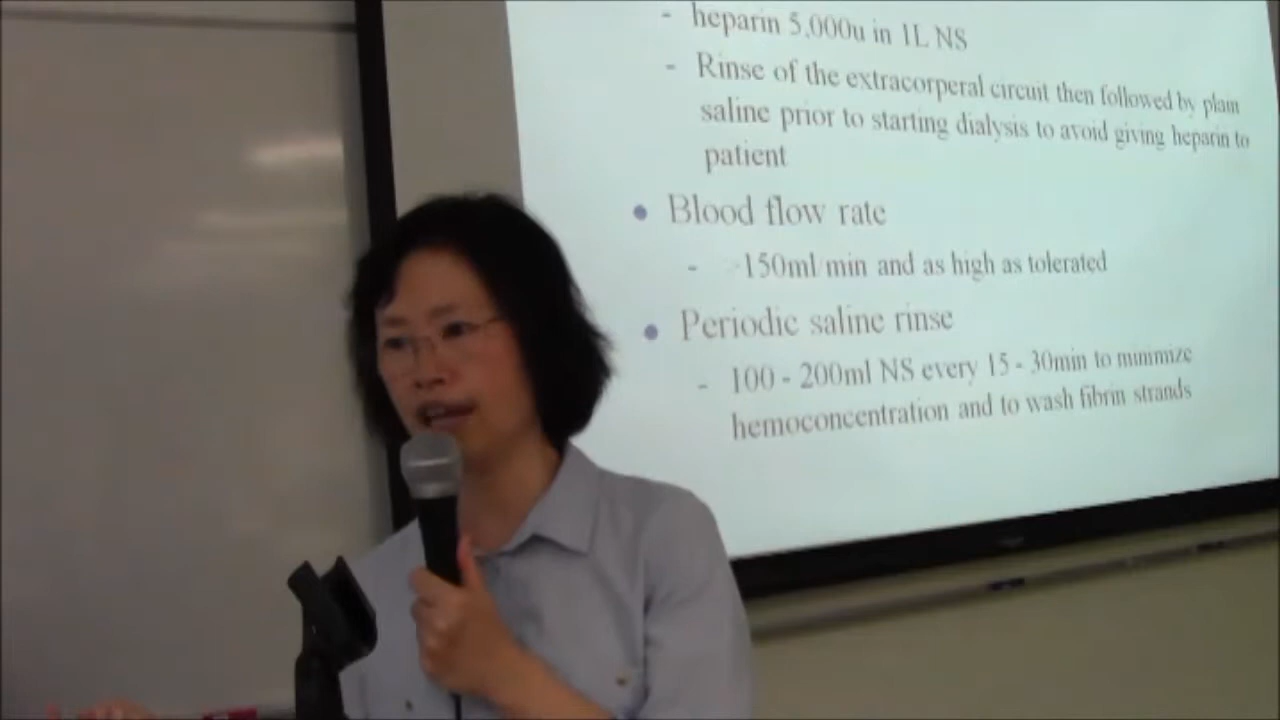 - heparin 5,000u in 1L NS
- Rinse of the extracorperal circuit then followed by plain
saline prior to starting dialysis to avoid giving heparin to
patient
• Blood flow rate
- 150ml/min and as high as tolerated
• Periodic saline rinse
- 100 - 200ml NS every 15 - 30min to minimize
hemoconcentration and to wash fibrin strands